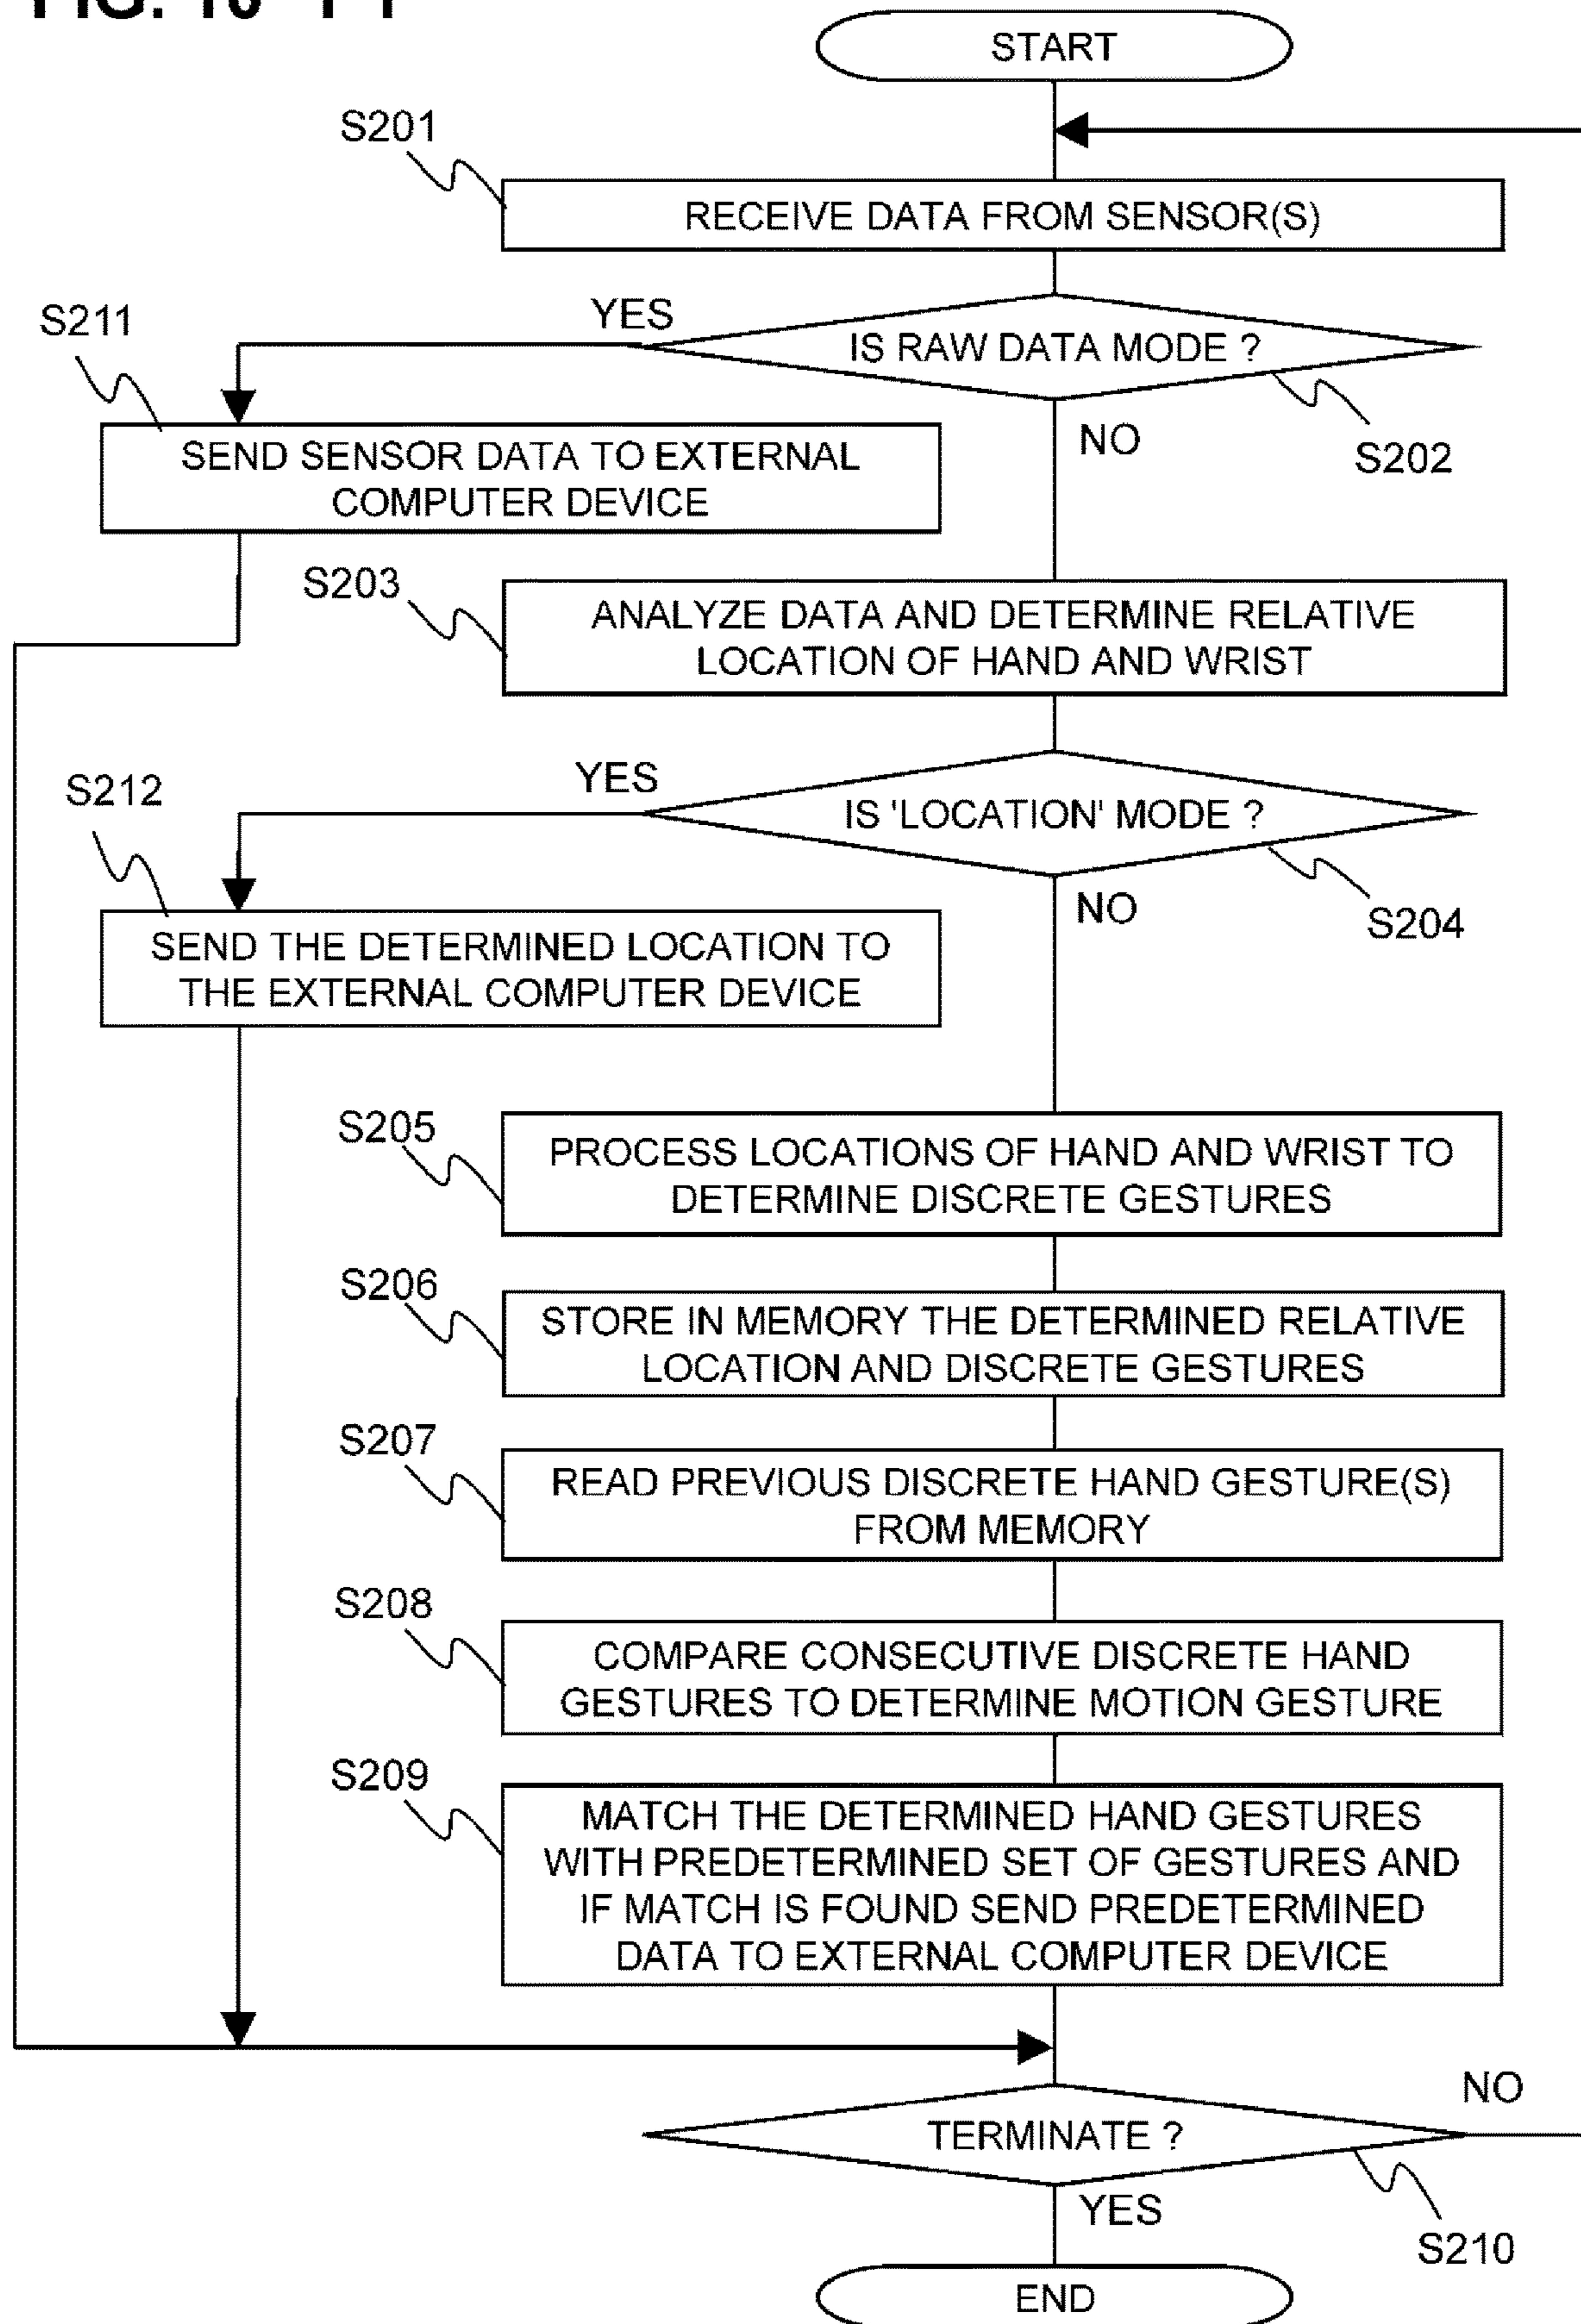 START
S201
RECEIVE DATA FROM SENSOR(S)
S211
YES
IS RAW DATA MODE ?
NO
S202
SEND SENSOR DATA TO EXTERNAL
COMPUTER DEVICE
S203
ANALYZE DATA AND DETERMINE RELATIVE
LOCATION OF HAND AND WRIST
S212
YES
IS 'LOCATION' MODE ?
NO
S204
SEND THE DETERMINED LOCATION TO
THE EXTERNAL COMPUTER DEVICE
S205
PROCESS LOCATIONS OF HAND AND WRIST TO
DETERMINE DISCRETE GESTURES
S206
STORE IN MEMORY THE DETERMINED RELATIVE
LOCATION AND DISCRETE GESTURES
S207
READ PREVIOUS DISCRETE HAND GESTURE(S)
FROM MEMORY
S208
COMPARE CONSECUTIVE DISCRETE HAND
GESTURES TO DETERMINE MOTION GESTURE
S209
MATCH THE DETERMINED HAND GESTURES
WITH PREDETERMINED SET OF GESTURES AND
IF MATCH IS FOUND SEND PREDETERMINED
DATA TO EXTERNAL COMPUTER DEVICE
NO
TERMINATE ?
YES
S210
END